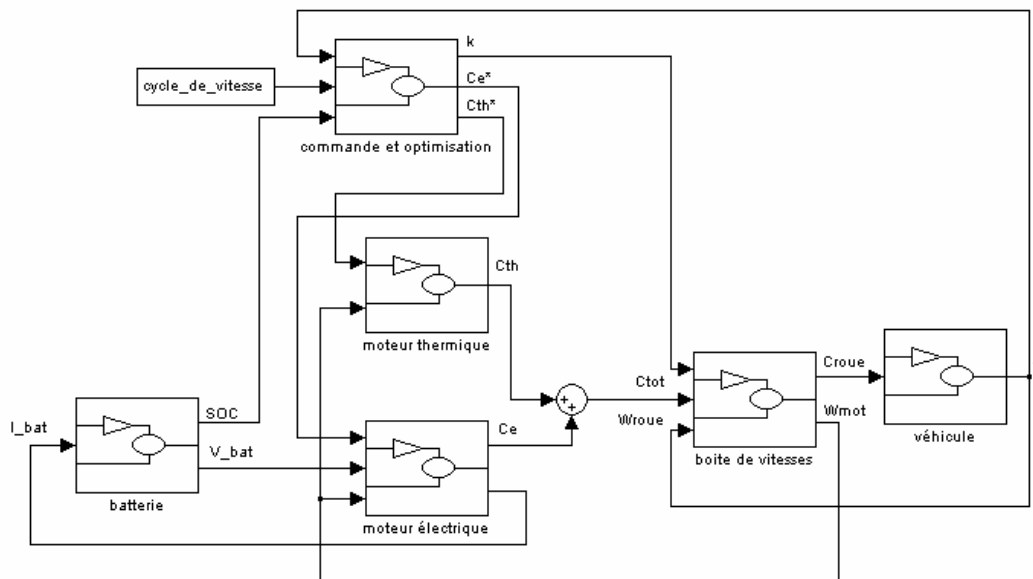 k
cycle_de_vitesse
Ce*
Cth*
commande et optimisation
Cth
moteur thermique
Croue
Ctot
SOC
Wmot
I_bat
Ce
Wroue
véhicule
V_bat
boite de vitesses
batterie
moteur électrique